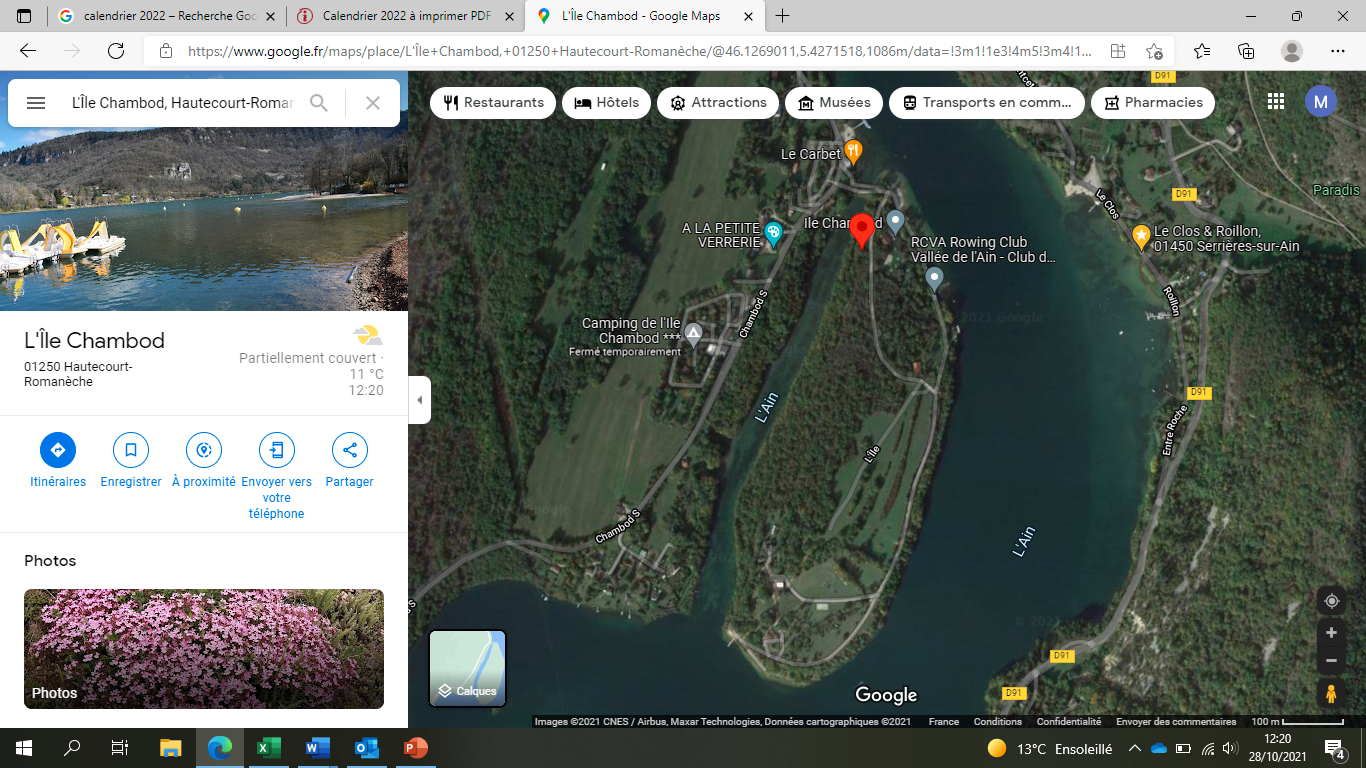 calendrier 2022 – Recherche Goo
Calendrier 2022 à imprimer PDF
L'Île Chambod - Google Maps
https://www.google.fr/maps/place/L'Île+Chambod,+01250+Hautecourt-Romanèche/@46.1269011,5.4271518,1086m/data=!3m1!1e3!4m5!3m4!1...
L'Île Chambod, Hautecourt-Romar
Restaurants
Hôtels
Attractions
Musées
Transports en comm...
Pharmacies
M
L'Île Chambod
01250 Hautecourt-
Romanèche
Partiellement couvert ·
11 °C
12:20
Itinéraires
Enregistrer
À proximité
Envoyer vers
votre
téléphone
Partager
Photos
Photos
D91
Le Carbet
Le Clos
D91
Paradis
A LA PETITE
VERRERIE
Ile Cham d
RCVA Rowing Club
Vallée de l'Ain - Club d...
Le Clos & Roillon,
01450 Serrières-sur-Ain
Roillon
Chambod S
Camping de l'Ile
Chambod ***
Fermé temporairement
2021 Google
L'Ain
D91
Entre Roche
L'Île
Chambod S
L'Ain
D91
D91
Calques
Google
Images ©2021 CNES / Airbus, Maxar Technologies, Données cartographiques ©2021
France
Conditions
Confidentialité
Envoyer des commentaires
100 m
13°C Ensoleillé
12:20
28/10/2021
4